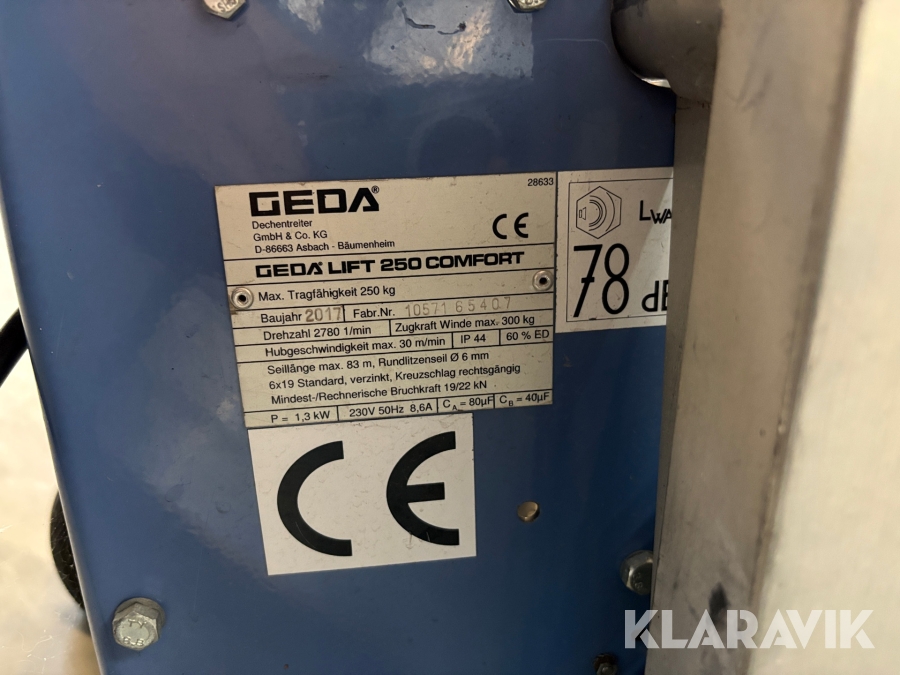 28633
GEDA®
Dechentreiter
GmbH & Co. KG
D-86663 Asbach - Bäumenheim
CE
GEDA® LIFT 250 COMFORT
Max. Tragfähigkeit 250 kg
Baujahr 2017 Fabr.Nr. 10571 65407
Drehzahl 2780 1/min Zugkraft Winde max. 300 kg
Hubgeschwindigkeit max. 30 m/min IP 44 60 % ED
Seillänge max. 83 m, Rundlitzenseil Ø 6 mm
6x19 Standard, verzinkt, Kreuzschlag rechtsgängig
Mindest-/Rechnerische Bruchkraft 19/22 kN
P = 1,3 kW 230V 50Hz 8,6A CA = 80µF CB = 40µF
LWA
78 dB
CE
KLARAVIK